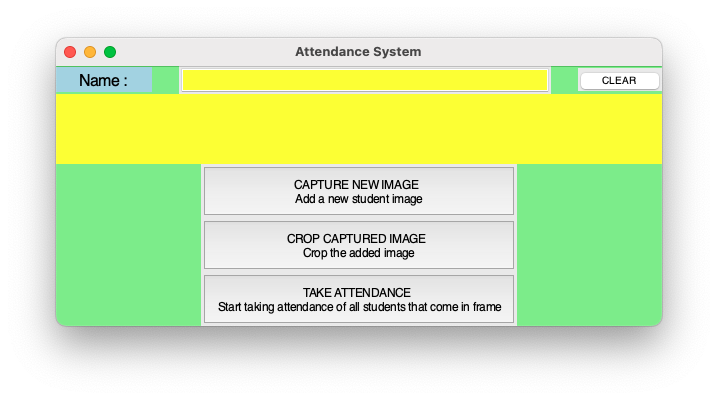 Attendance System
Name :
CLEAR
CAPTURE NEW IMAGE
Add a new student image
CROP CAPTURED IMAGE
Crop the added image
TAKE ATTENDANCE
Start taking attendance of all students that come in frame